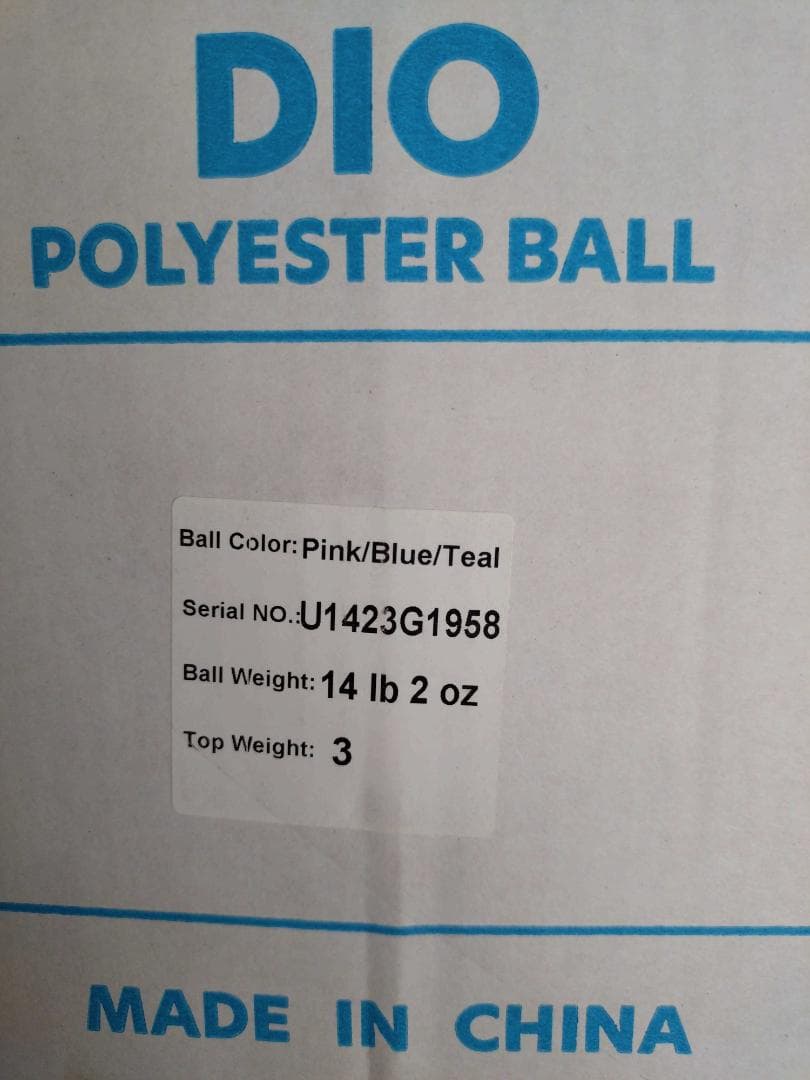 DIO
POLYESTER BALL
Ball Color: Pink/Blue/Teal
Serial NO.:U1423G1958
Ball Weight: 14 lb 2 oz
Top Weight: 3
MADE IN CHINA